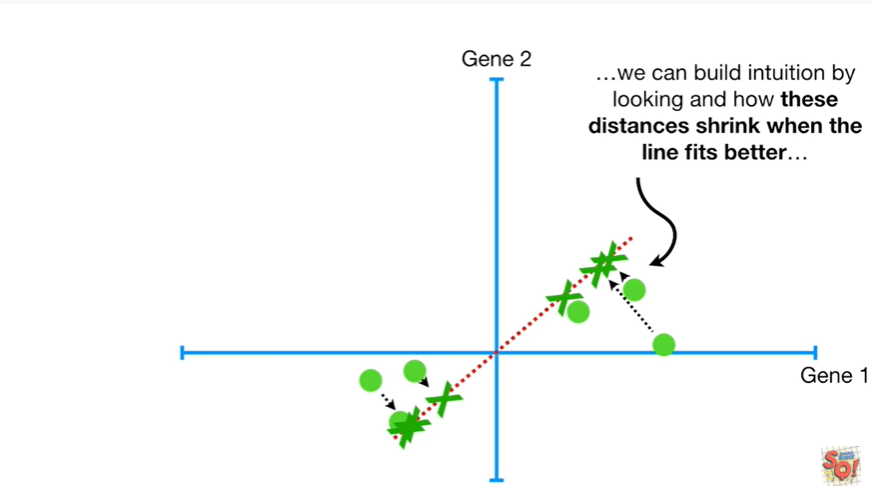 Gene 2
…we can build intuition by
looking and how these
distances shrink when the
line fits better…
Gene 1
SQ!